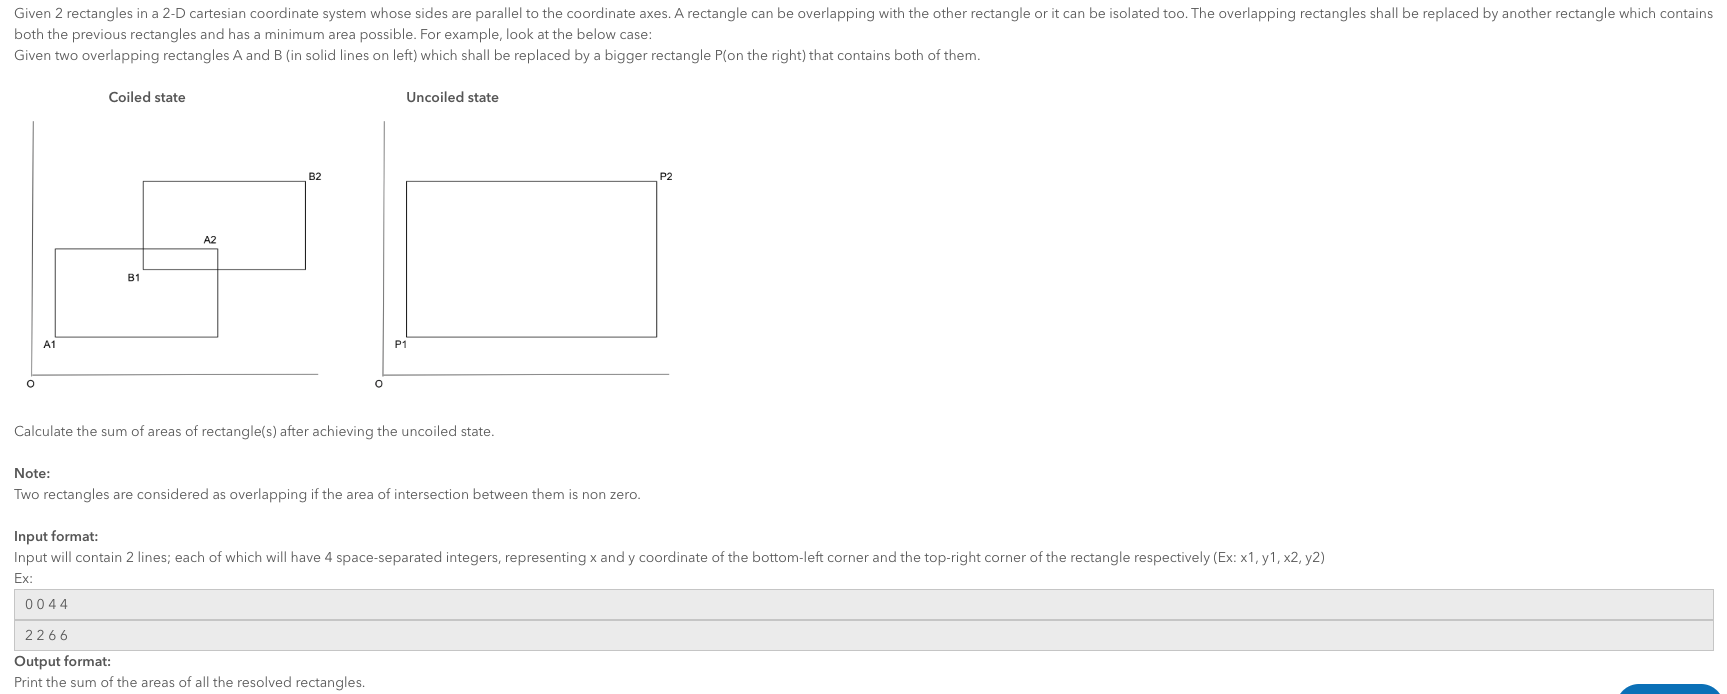 Given 2 rectangles in a 2-D cartesian coordinate system whose sides are parallel to the coordinate axes. A rectangle can be overlapping with the other rectangle or it can be isolated too. The overlapping rectangles shall be replaced by another rectangle which contains
both the previous rectangles and has a minimum area possible. For example, look at the below case:
Given two overlapping rectangles A and B (in solid lines on left) which shall be replaced by a bigger rectangle P(on the right) that contains both of them.
Coiled state
Uncoiled state
B2
A2
B1
A1
O
P2
P1
O
Calculate the sum of areas of rectangle(s) after achieving the uncoiled state.
Note:
Two rectangles are considered as overlapping if the area of intersection between them is non zero.
Input format:
Input will contain 2 lines; each of which will have 4 space-separated integers, representing x and y coordinate of the bottom-left corner and the top-right corner of the rectangle respectively (Ex: x1, y1, x2, y2)
Ex:
0 0 4 4
2 2 6 6
Output format:
Print the sum of the areas of all the resolved rectangles.